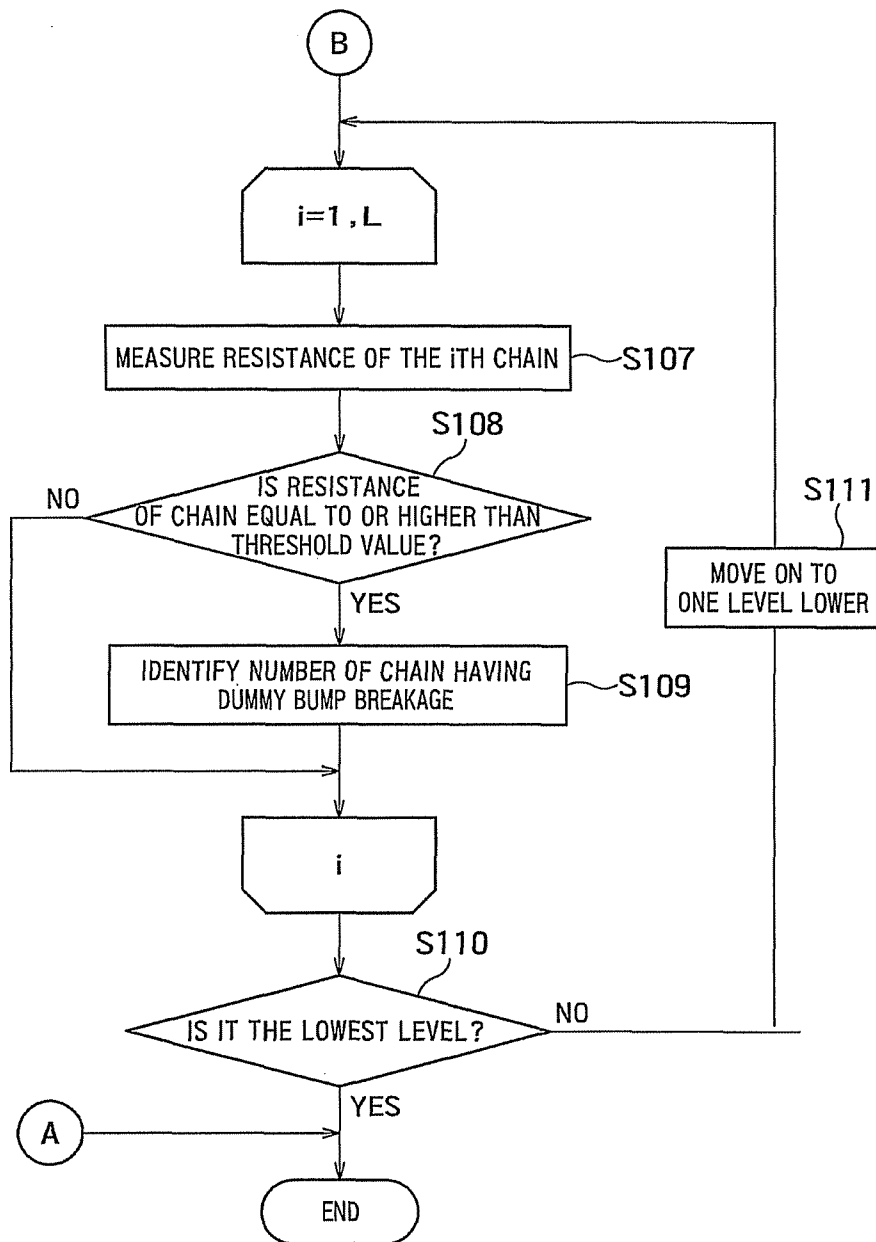 B
i=1 , L
MEASURE RESISTANCE OF THE iTH CHAIN
S107
S108
IS RESISTANCE
OF CHAIN EQUAL TO OR HIGHER THAN
THRESHOLD VALUE?
NO
YES
S111
MOVE ON TO
ONE LEVEL LOWER
IDENTIFY NUMBER OF CHAIN HAVING
DUMMY BUMP BREAKAGE
S109
i
S110
IS IT THE LOWEST LEVEL?
NO
YES
A
END